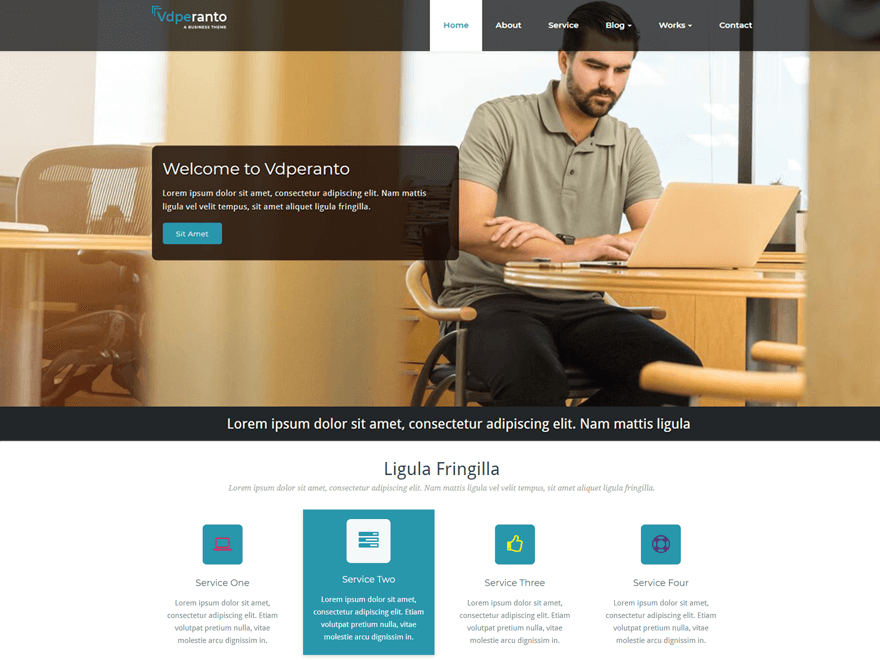 Vdperanto
A BUSINESS THEME
Home About Service Blog Works Contact
Welcome to Vdperanto
Lorem ipsum dolor sit amet, consectetur adipiscing elit. Nam mattis
ligula vel velit tempus, sit amet aliquet ligula fringilla.
Sit Amet
Lorem ipsum dolor sit amet, consectetur adipiscing elit. Nam mattis ligula
Ligula Fringilla
Lorem ipsum dolor sit amet, consectetur adipiscing elit. Nam mattis ligula vel velit tempus, sit amet aliquet ligula fringilla.
Service One
Lorem ipsum dolor sit amet,
consectetur adipiscing elit. Etiam
volutpat pretium nulla, vitae
molestie arcu dignissim in.
Service Two
Lorem ipsum dolor sit amet,
consectetur adipiscing elit. Etiam
volutpat pretium nulla, vitae
molestie arcu dignissim in.
Service Three
Lorem ipsum dolor sit amet,
consectetur adipiscing elit. Etiam
volutpat pretium nulla, vitae
molestie arcu dignissim in.
Service Four
Lorem ipsum dolor sit amet,
consectetur adipiscing elit. Etiam
volutpat pretium nulla, vitae
molestie arcu dignissim in.